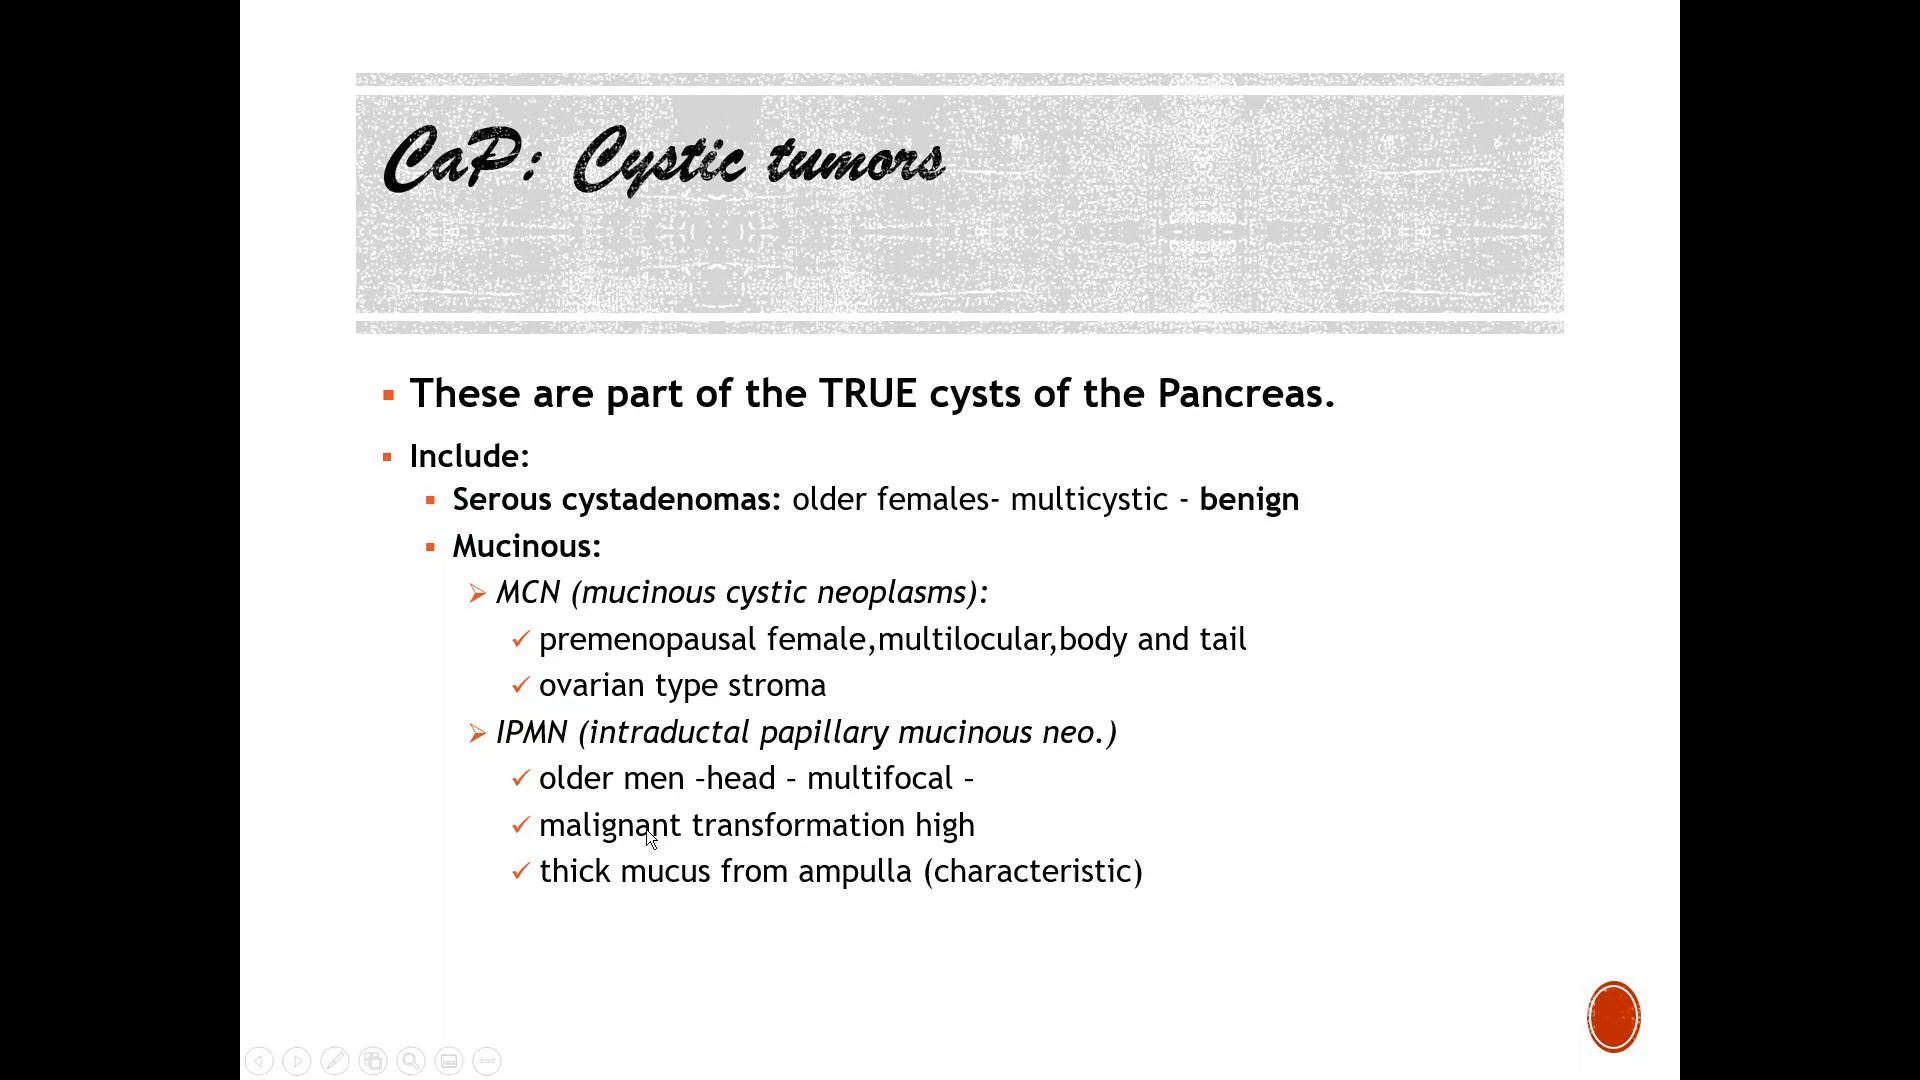 CaP: Cystic tumors
These are part of the TRUE cysts of the Pancreas.
Include:
Serous cystadenomas: older females- multicystic - benign
Mucinous:
MCN (mucinous cystic neoplasms):
premenopausal female,multilocular,body and tail
ovarian type stroma
IPMN (intraductal papillary mucinous neo.)
older men –head – multifocal –
malignant transformation high
thick mucus from ampulla (characteristic)